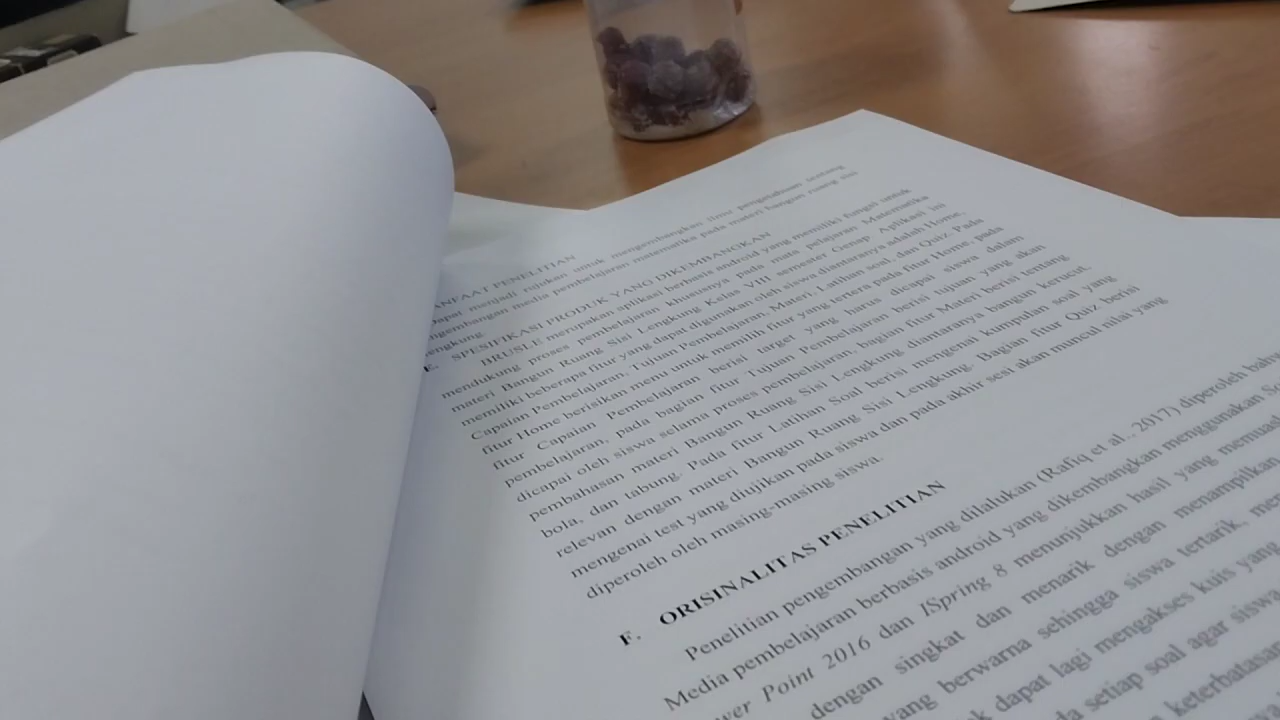 ANFAAT PENELITIAN
Dapat menjadi rujukan untuk mengembangkan ilmu pengetahuan tentang
ngembangan media pembelajaran matematika pada materi bangun ruang sisi
engkung.
E. SPESIFIKASI PRODUK YANG DIKEMBANGKAN
BRUSLE merupakan aplikasi berbasis android yang memiliki fungsi untuk
mendukung proses pembelajaran khususnya pada mata pelajaran Matematika
materi Bangun Ruang Sisi Lengkung Kelas VIII semester Genap Aplikasi ini
memiliki beberapa fitur yang dapat digunakan oleh siswa diantaranya adalah Home,
Capaian Pembelajaran, Tujuan Pembelajaran, Materi, Latihan soal, dan Quiz. Pada
fitur Home berisikan menu untuk memilih fitur yang tertera pada fitur Home, pada
fitur Capaian Pembelajaran berisi target yang harus dicapai siswa dalam
pembelajaran, pada bagian fitur Tujuan Pembelajaran berisi tujuan yang akan
dicapai oleh siswa selama proses pembelajaran, bagian fitur Materi berisi tentang
pembahasan materi Bangun Ruang Sisi Lengkung diantaranya bangun kerucut,
bola, dan tabung. Pada fitur Latihan Soal berisi mengenai kumpulan soal yang
relevan dengan materi Bangun Ruang Sisi Lengkung. Bagian fitur Quiz berisi
mengenai test yang diujikan pada siswa dan pada akhir sesi akan muncul nilai yang
diperoleh oleh masing-masing siswa.
F. ORISINALITAS PENELITIAN
Penelitian pengembangan yang dilalukan (Rafiq et al., 2017) diperoleh bah
Media pembelajaran berbasis android yang dikembangkan menggunakan So
wer Point 2016 dan ISpring 8 menunjukkan hasil yang memuas
dengan singkat dan menarik dengan menampilkan
yang berwarna sehingga siswa tertarik, me
k dapat lagi mengakses kuis yang
da setiap soal agar siswa
keterbatasan